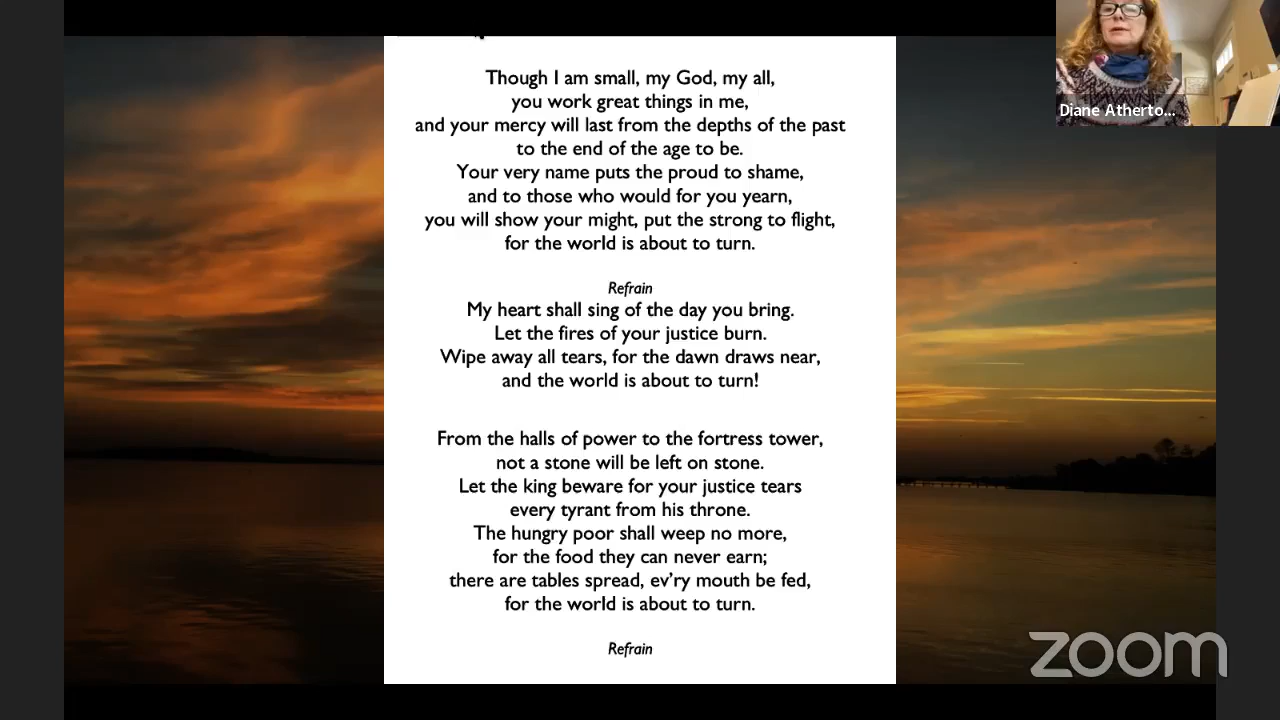 Though I am small, my God, my all,
you work great things in me,
and your mercy will last from the depths of the past
to the end of the age to be.
Your very name puts the proud to shame,
and to those who would for you yearn,
you will show your might, put the strong to flight,
for the world is about to turn.
Refrain
My heart shall sing of the day you bring.
Let the fires of your justice burn.
Wipe away all tears, for the dawn draws near,
and the world is about to turn!
From the halls of power to the fortress tower,
not a stone will be left on stone.
Let the king beware for your justice tears
every tyrant from his throne.
The hungry poor shall weep no more,
for the food they can never earn;
there are tables spread, ev'ry mouth be fed,
for the world is about to turn.
Refrain
Diane Atherto...
zoom